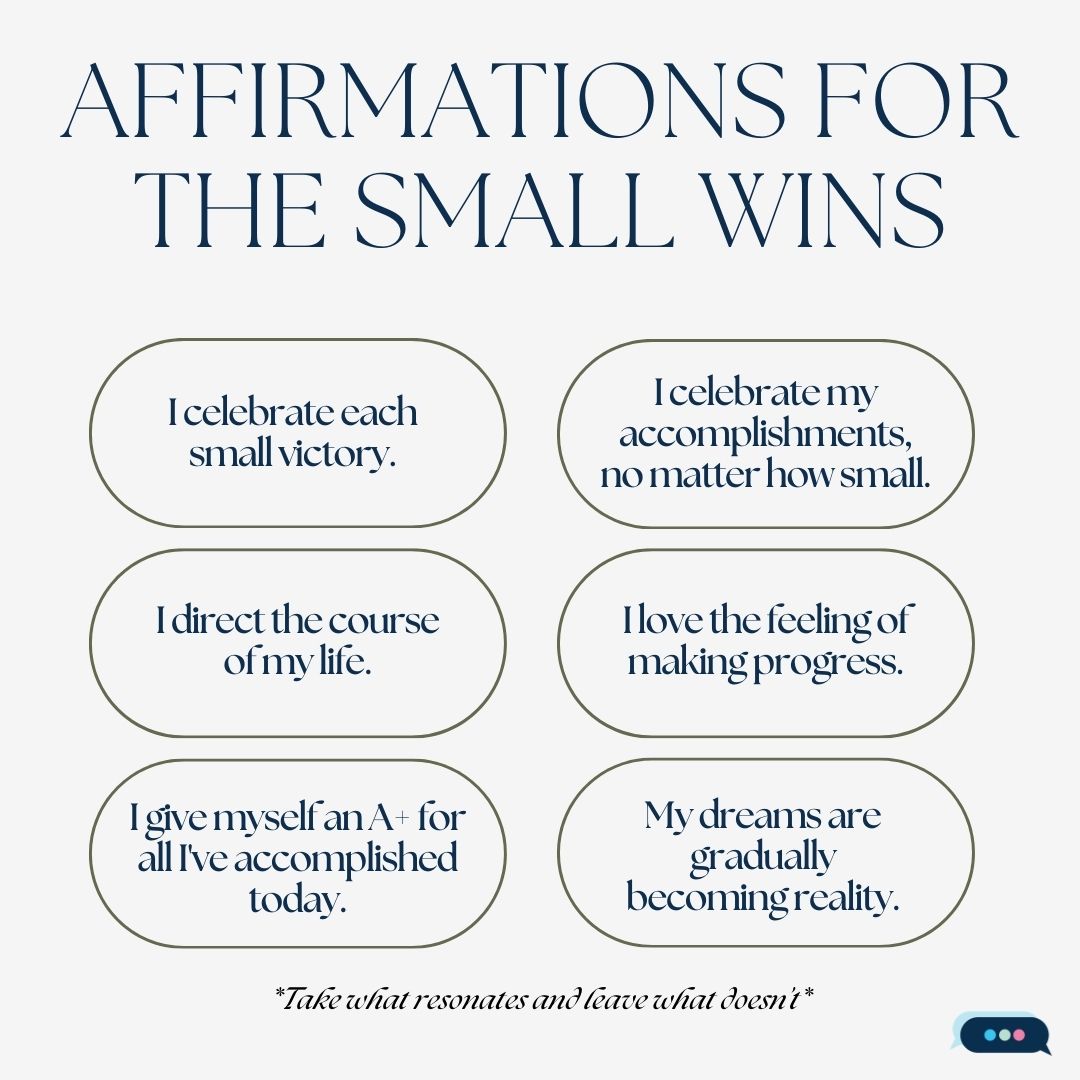 AFFIRMATIONS FOR
THE SMALL WINS
I celebrate each
small victory.
I celebrate my
accomplishments,
no matter how small.
I direct the course
of my life.
I love the feeling of
making progress.
I give myself an A+ for
all I've accomplished
today.
My dreams are
gradually
becoming reality.
*Take what resonates and leave what doesn't*